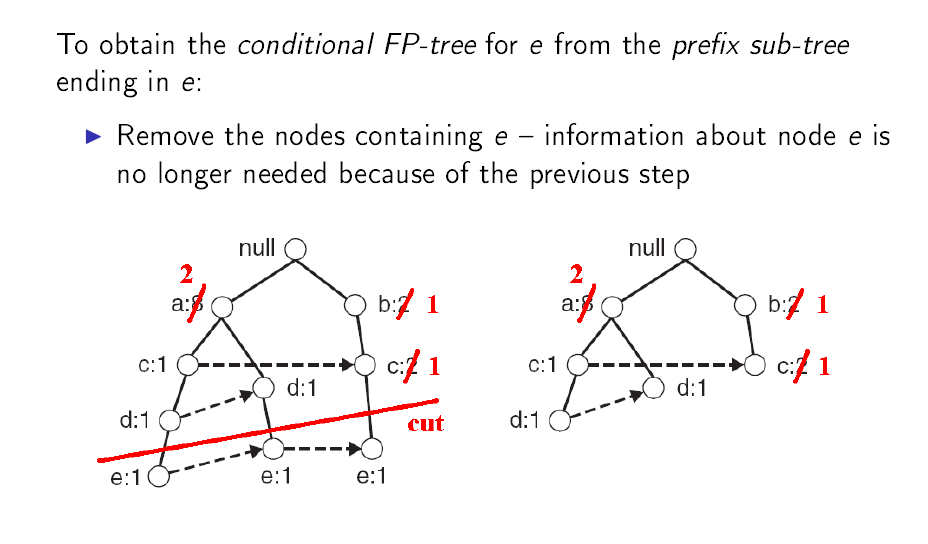 To obtain the conditional FP-tree for e from the prefix sub-tree
ending in e:
Remove the nodes containing e – information about node e is
no longer needed because of the previous step
null
2
a:8
b:2 1
c:1
c:2 1
d:1
d:1
cut
e:1
e:1
e:1
null
2
a:8
b:2 1
c:1
c:2 1
d:1
d:1